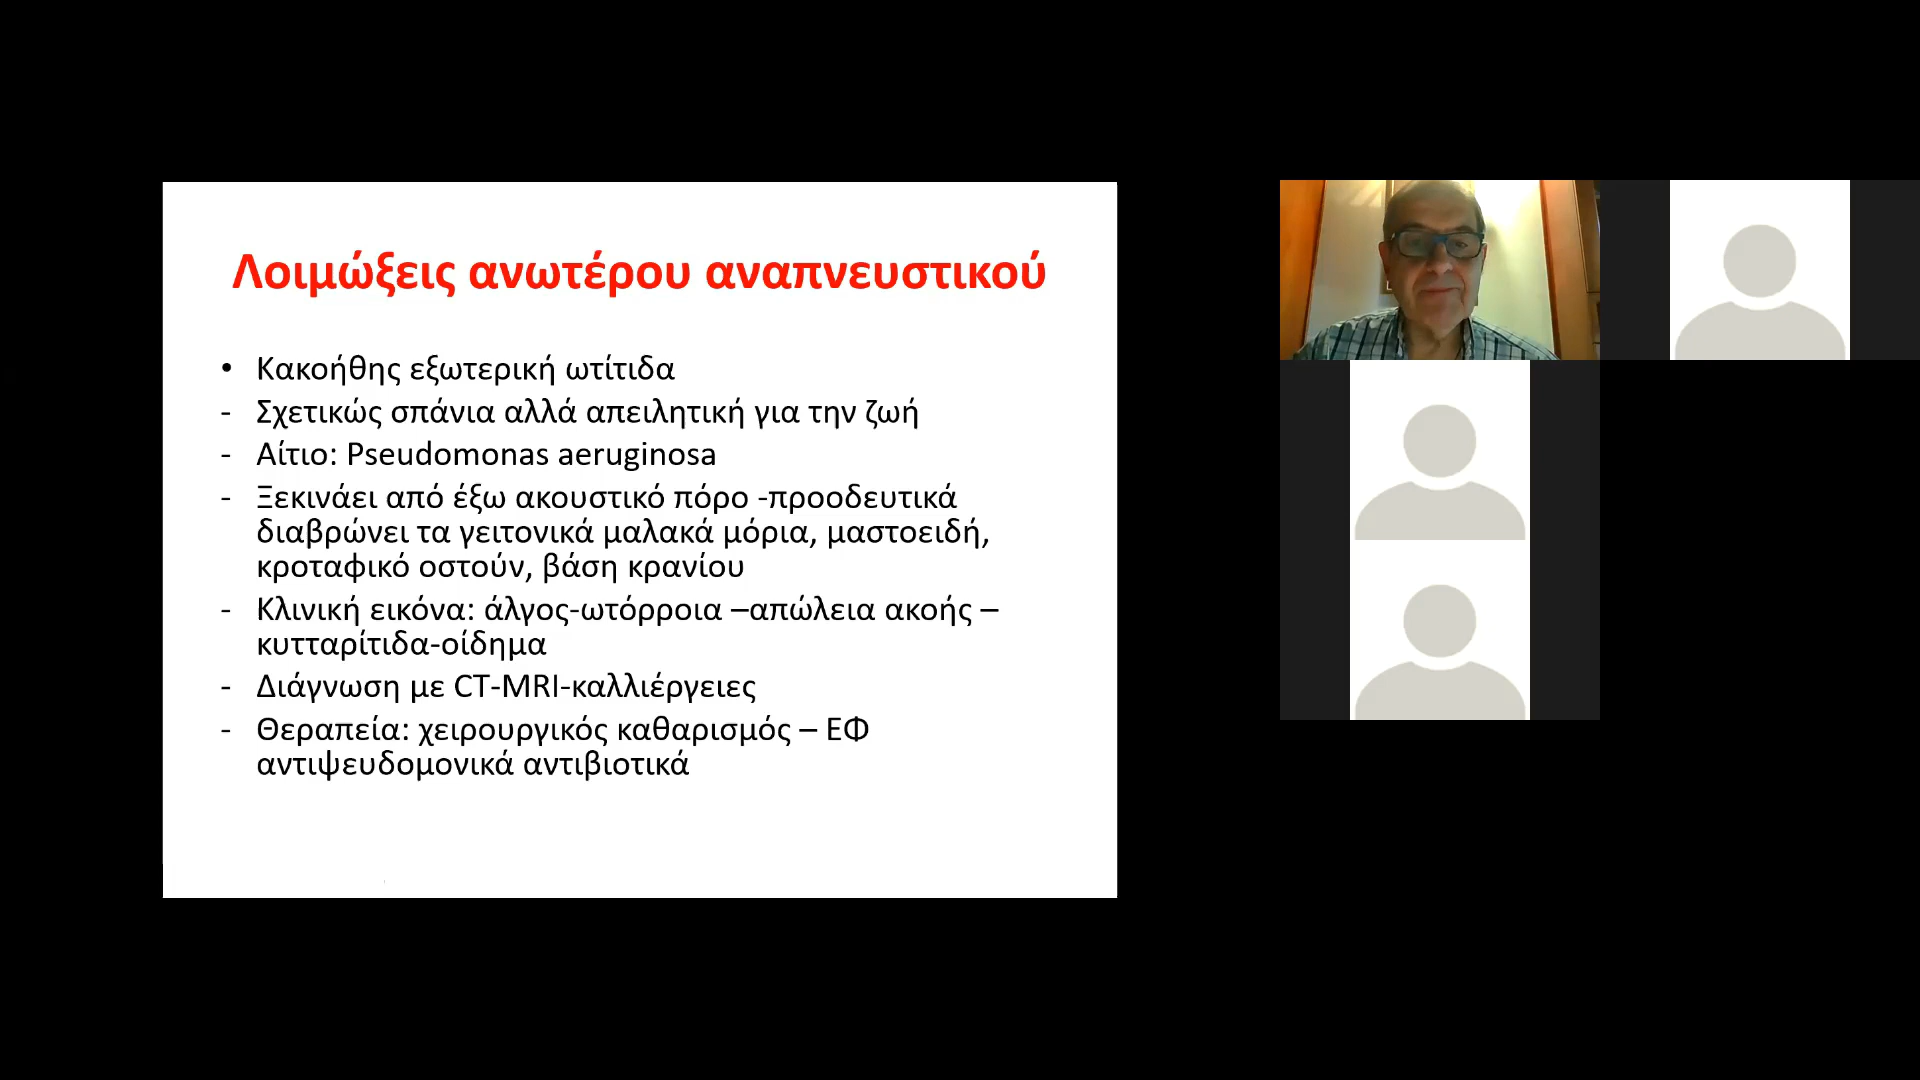 Λοιμώξεις ανωτέρου αναπνευστικού
• Κακοήθης εξωτερική ωτίτιδα
- Σχετικώς σπάνια αλλά απειλητική για την ζωή
- Αίτιο: Pseudomonas aeruginosa
- Ξεκινάει από έξω ακουστικό πόρο -προοδευτικά
διαβρώνει τα γειτονικά μαλακά μόρια, μαστοειδή,
κροταφικό οστούν, βάση κρανίου
- Κλινική εικόνα: άλγος-ωτόρροια –απώλεια ακοής –
κυτταρίτιδα-οίδημα
- Διάγνωση με CT-MRI-καλλιέργειες
- Θεραπεία: χειρουργικός καθαρισμός – ΕΦ
αντιψευδομονικά αντιβιοτικά